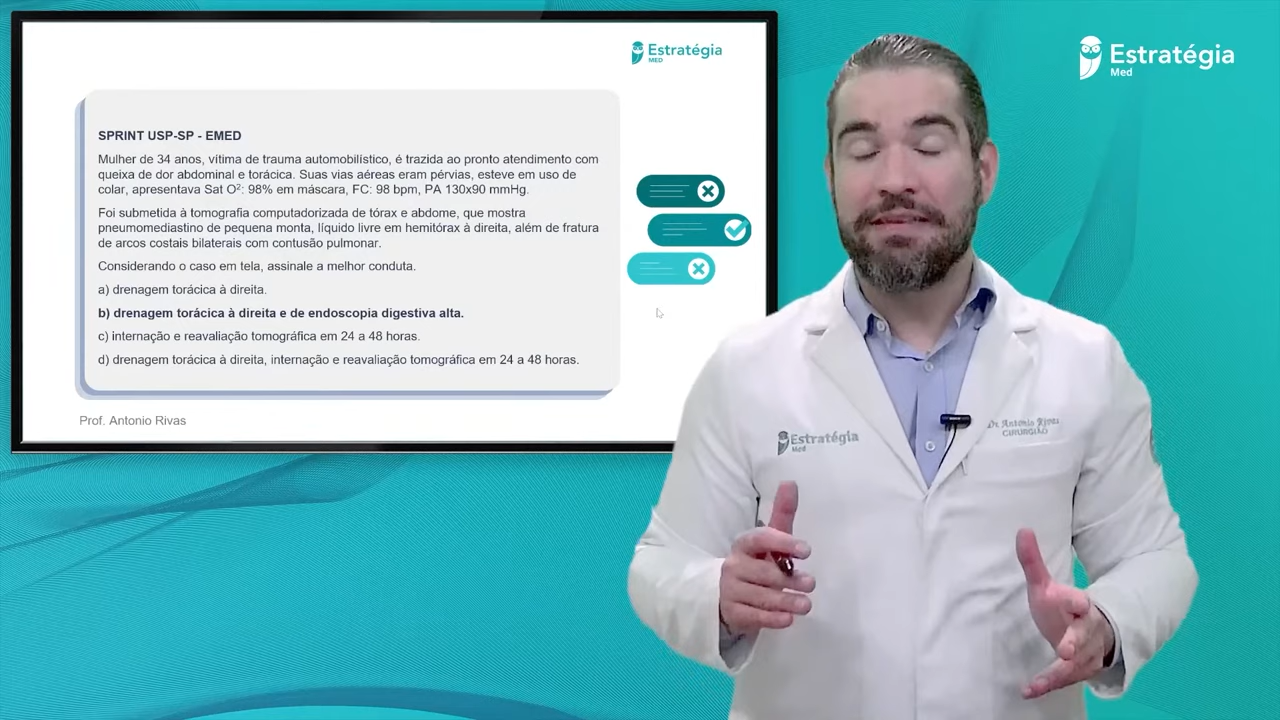 Estratégia
MED
SPRINT USP-SP - EMED
Mulher de 34 anos, vítima de trauma automobilístico, é trazida ao pronto atendimento com
queixa de dor abdominal e torácica. Suas vias aéreas eram pérvias, esteve em uso de
colar, apresentava Sat O²: 98% em máscara, FC: 98 bpm, PA 130x90 mmHg.
Foi submetida à tomografia computadorizada de tórax e abdome, que mostra
pneumomediastino de pequena monta, líquido livre em hemitórax à direita, além de fratura
de arcos costais bilaterais com contusão pulmonar.
Considerando o caso em tela, assinale a melhor conduta.
a) drenagem torácica à direita.
b) drenagem torácica à direita e de endoscopia digestiva alta.
c) internação e reavaliação tomográfica em 24 a 48 horas.
d) drenagem torácica à direita, internação e reavaliação tomográfica em 24 a 48 horas.
Prof. Antonio Rivas
Estratégia
Med
Estratégia
Med
Dr. Antonio Rivas
CIRURGIÃO